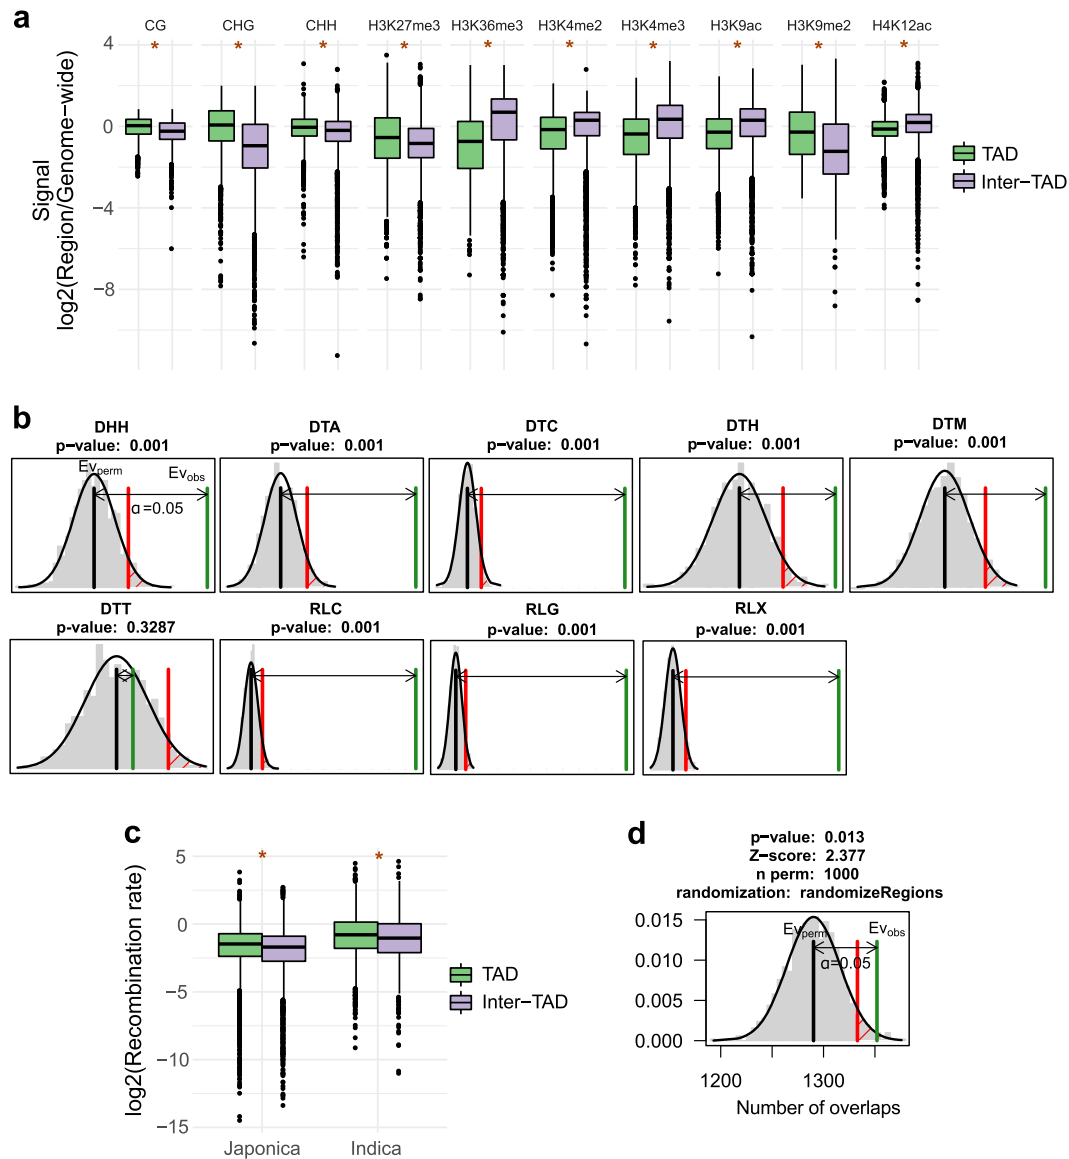 a
CG CHG CHH H3K27me3 H3K36me3 H3K4me2 H3K4me3 H3K9ac H3K9me2 H4K12ac
* * * * * * * * * *
Signal
log2(Region/Genome−wide)
4
0
−4
−8
TAD
Inter−TAD
b
DHH
p−value: 0.001
Evperm
Evobs
α=0.05
DTA
p−value: 0.001
DTC
p−value: 0.001
DTH
p−value: 0.001
DTM
p−value: 0.001
DTT
p-value: 0.3287
RLC
p-value: 0.001
RLG
p−value: 0.001
RLX
p−value: 0.001
c
log2(Recombination rate)
5
0
−5
−10
−15
* *
Japonica Indica
TAD
Inter−TAD
d
p−value: 0.013
Z−score: 2.377
n perm: 1000
randomization: randomizeRegions
Evperm
Evobs
α=0.05
0.015
0.010
0.005
0.000
1200 1300
Number of overlaps